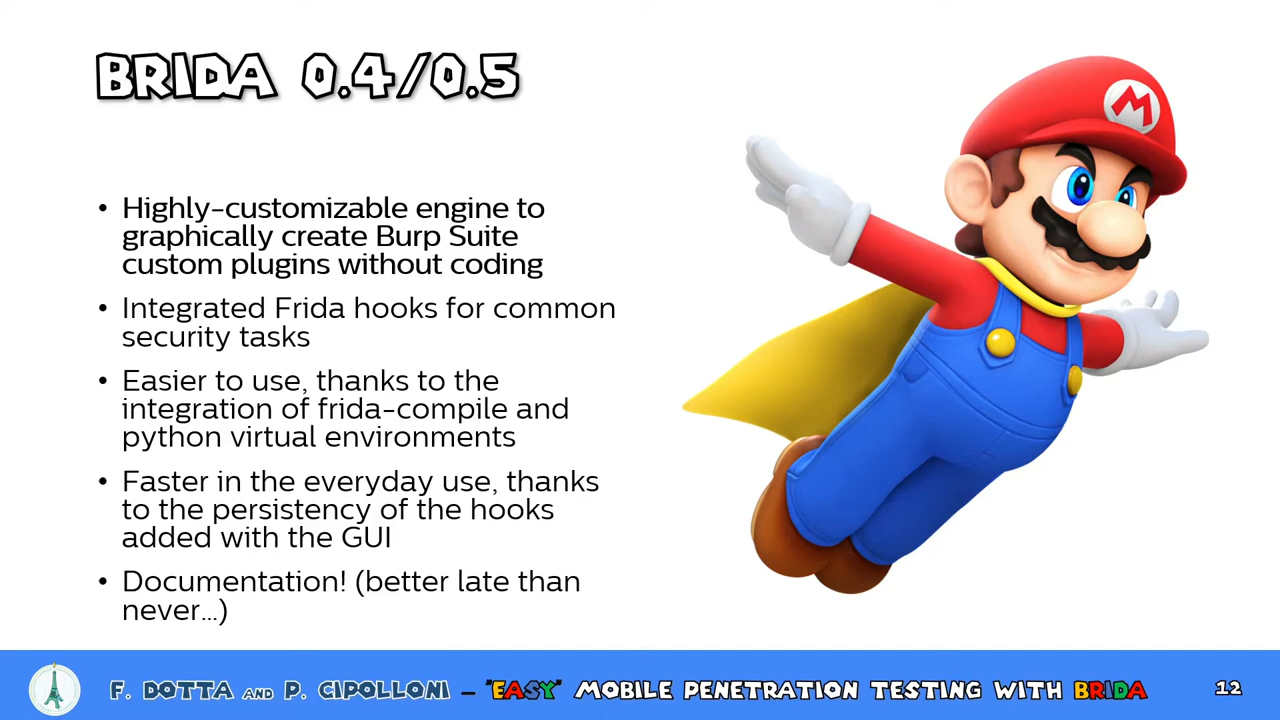 BRIDA 0.4/0.5
• Highly-customizable engine to
graphically create Burp Suite
custom plugins without coding
• Integrated Frida hooks for common
security tasks
• Easier to use, thanks to the
integration of frida-compile and
python virtual environments
• Faster in the everyday use, thanks
to the persistency of the hooks
added with the GUI
• Documentation! (better late than
never...)
M
F. DOTTA AND P. CIPOLLONI – "EASY" MOBILE PENETRATION TESTING WITH BRIDA
12